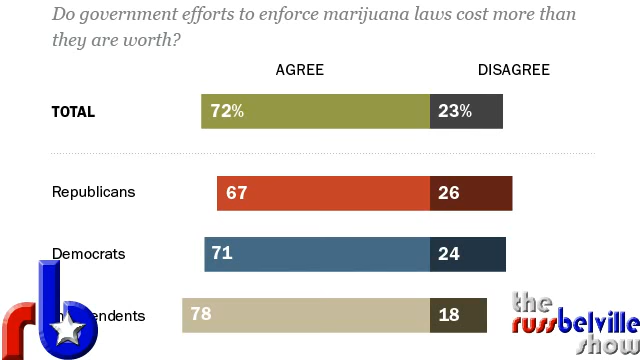 Do government efforts to enforce marijuana laws cost more than
they are worth?
AGREE DISAGREE
TOTAL 72% 23%
Republicans 67 26
Democrats 71 24
78 18
rb
the
russbelville
show